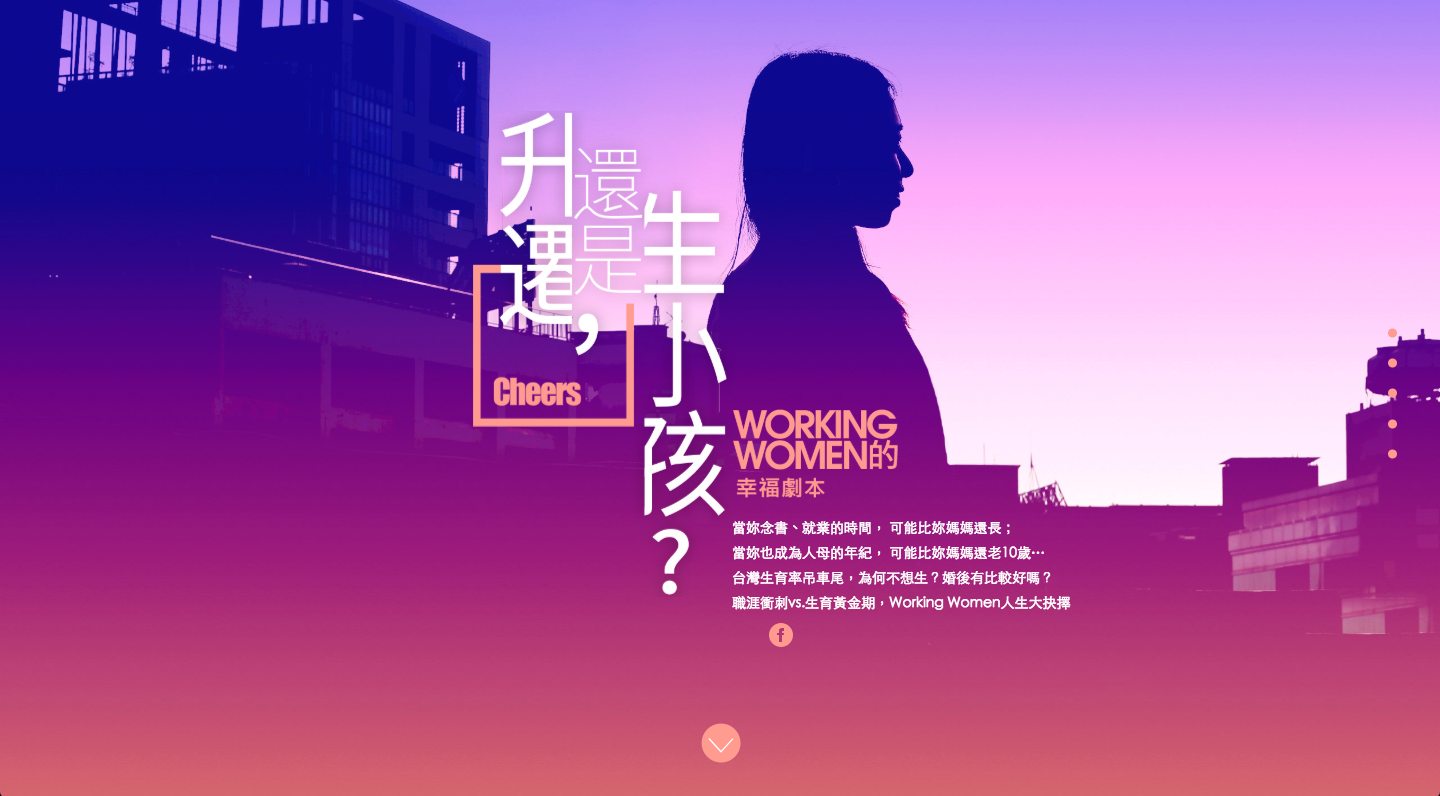 升遷，
還是
生小孩？
Cheers
WORKING
WOMEN的
幸福劇本
當妳念書、就業的時間， 可能比妳媽媽還長；
當妳也成為人母的年紀， 可能比妳媽媽還老10歲…
台灣生育率吊車尾，為何不想生？婚後有比較好嗎？
職涯衝刺vs.生育黃金期，Working Women人生大抉擇